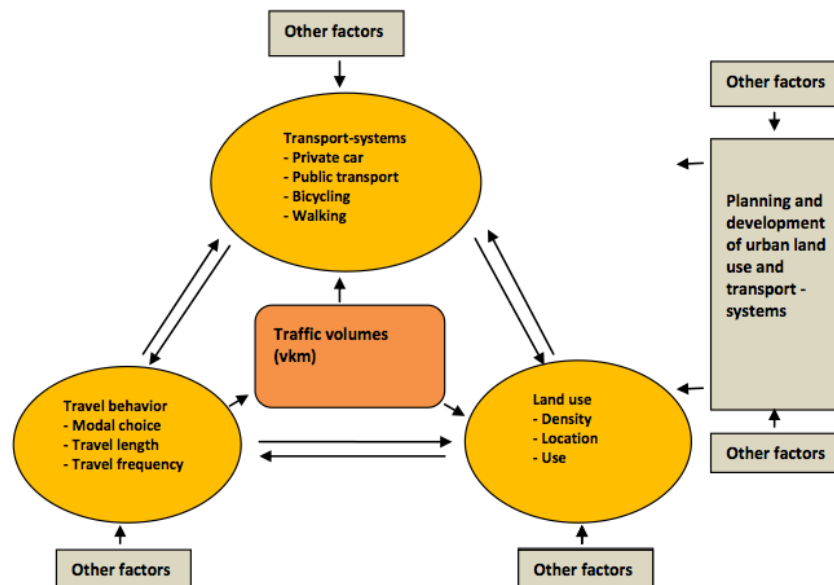 Other factors
Transport-systems
- Private car
- Public transport
- Bicycling
- Walking
Other factors
Planning and
development
of urban land
use and
transport -
systems
Traffic volumes
(vkm)
Travel behavior
- Modal choice
- Travel length
- Travel frequency
Land use
- Density
- Location
- Use
Other factors
Other factors
Other factors